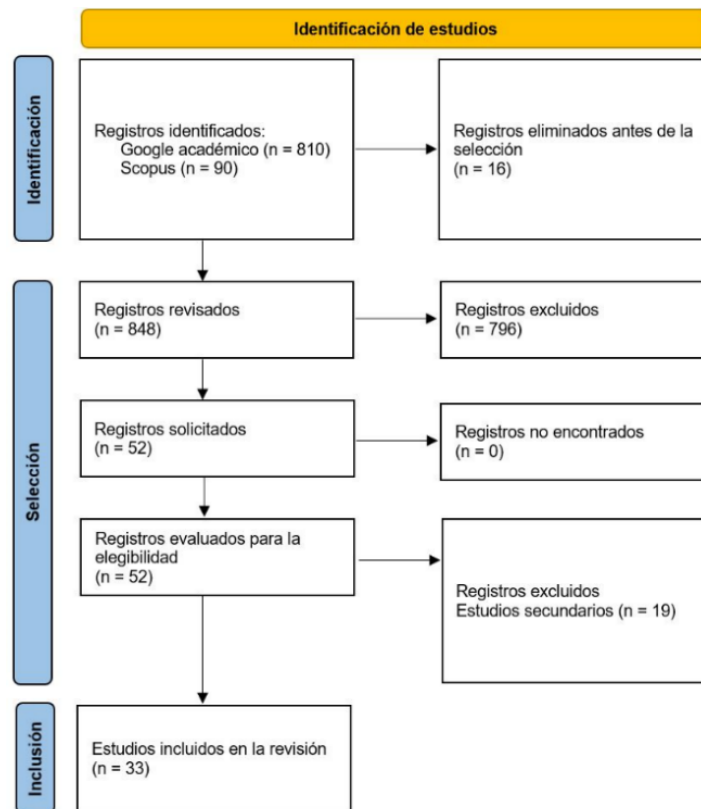 Identificación de estudios
Identificación
Registros identificados:
Google académico (n = 810)
Scopus (n = 90)
Registros eliminados antes de la
selección
(n = 16)
Selección
Registros revisados
(n = 848)
Registros excluidos
(n = 796)
Registros solicitados
(n = 52)
Registros no encontrados
(n = 0)
Registros evaluados para la
elegibilidad
(n = 52)
Registros excluidos
Estudios secundarios (n = 19)
Inclusión
Estudios incluidos en la revisión
(n = 33)